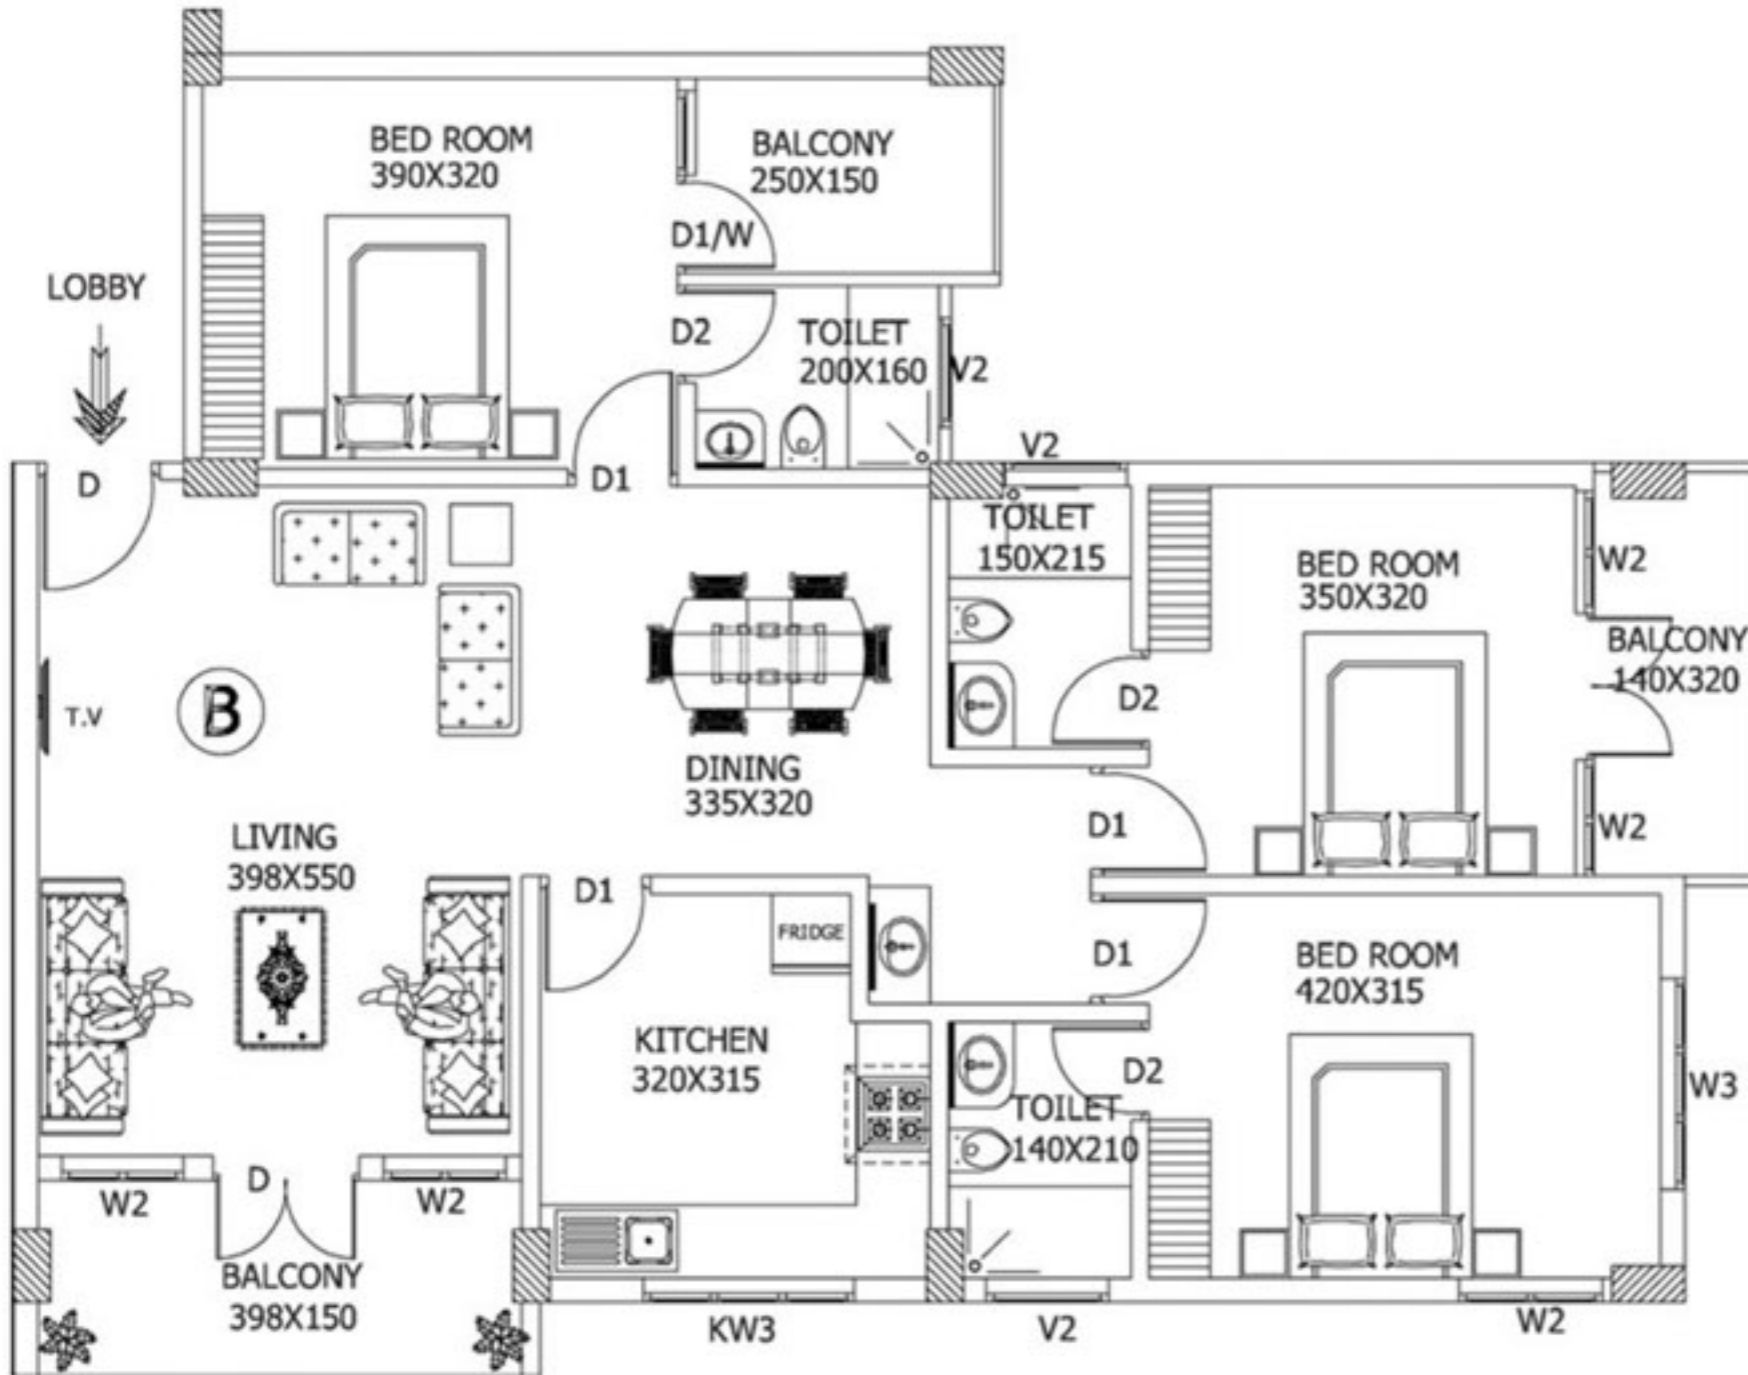 BED ROOM
390X320
BALCONY
250X150
D1/W
LOBBY
D2
TOILET
200X160
V2
D
D1
V2
TOILET
150X215
BED ROOM
350X320
W2
BALCONY
140X320
T.V
B
D2
DINING
335X320
LIVING
398X550
D1
W2
D1
FRIDGE
D1
BED ROOM
420X315
KITCHEN
320X315
D2
W3
TOILET
140X210
W2
D
W2
BALCONY
398X150
KW3
V2
W2